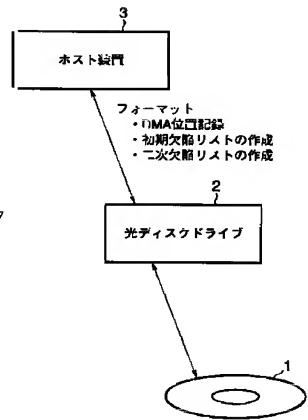 3
ホスト装置
フォーマット
・DMA位置記録
・初期欠陥リストの作成
・二次欠陥リストの作成
2
光ディスクドライブ
1